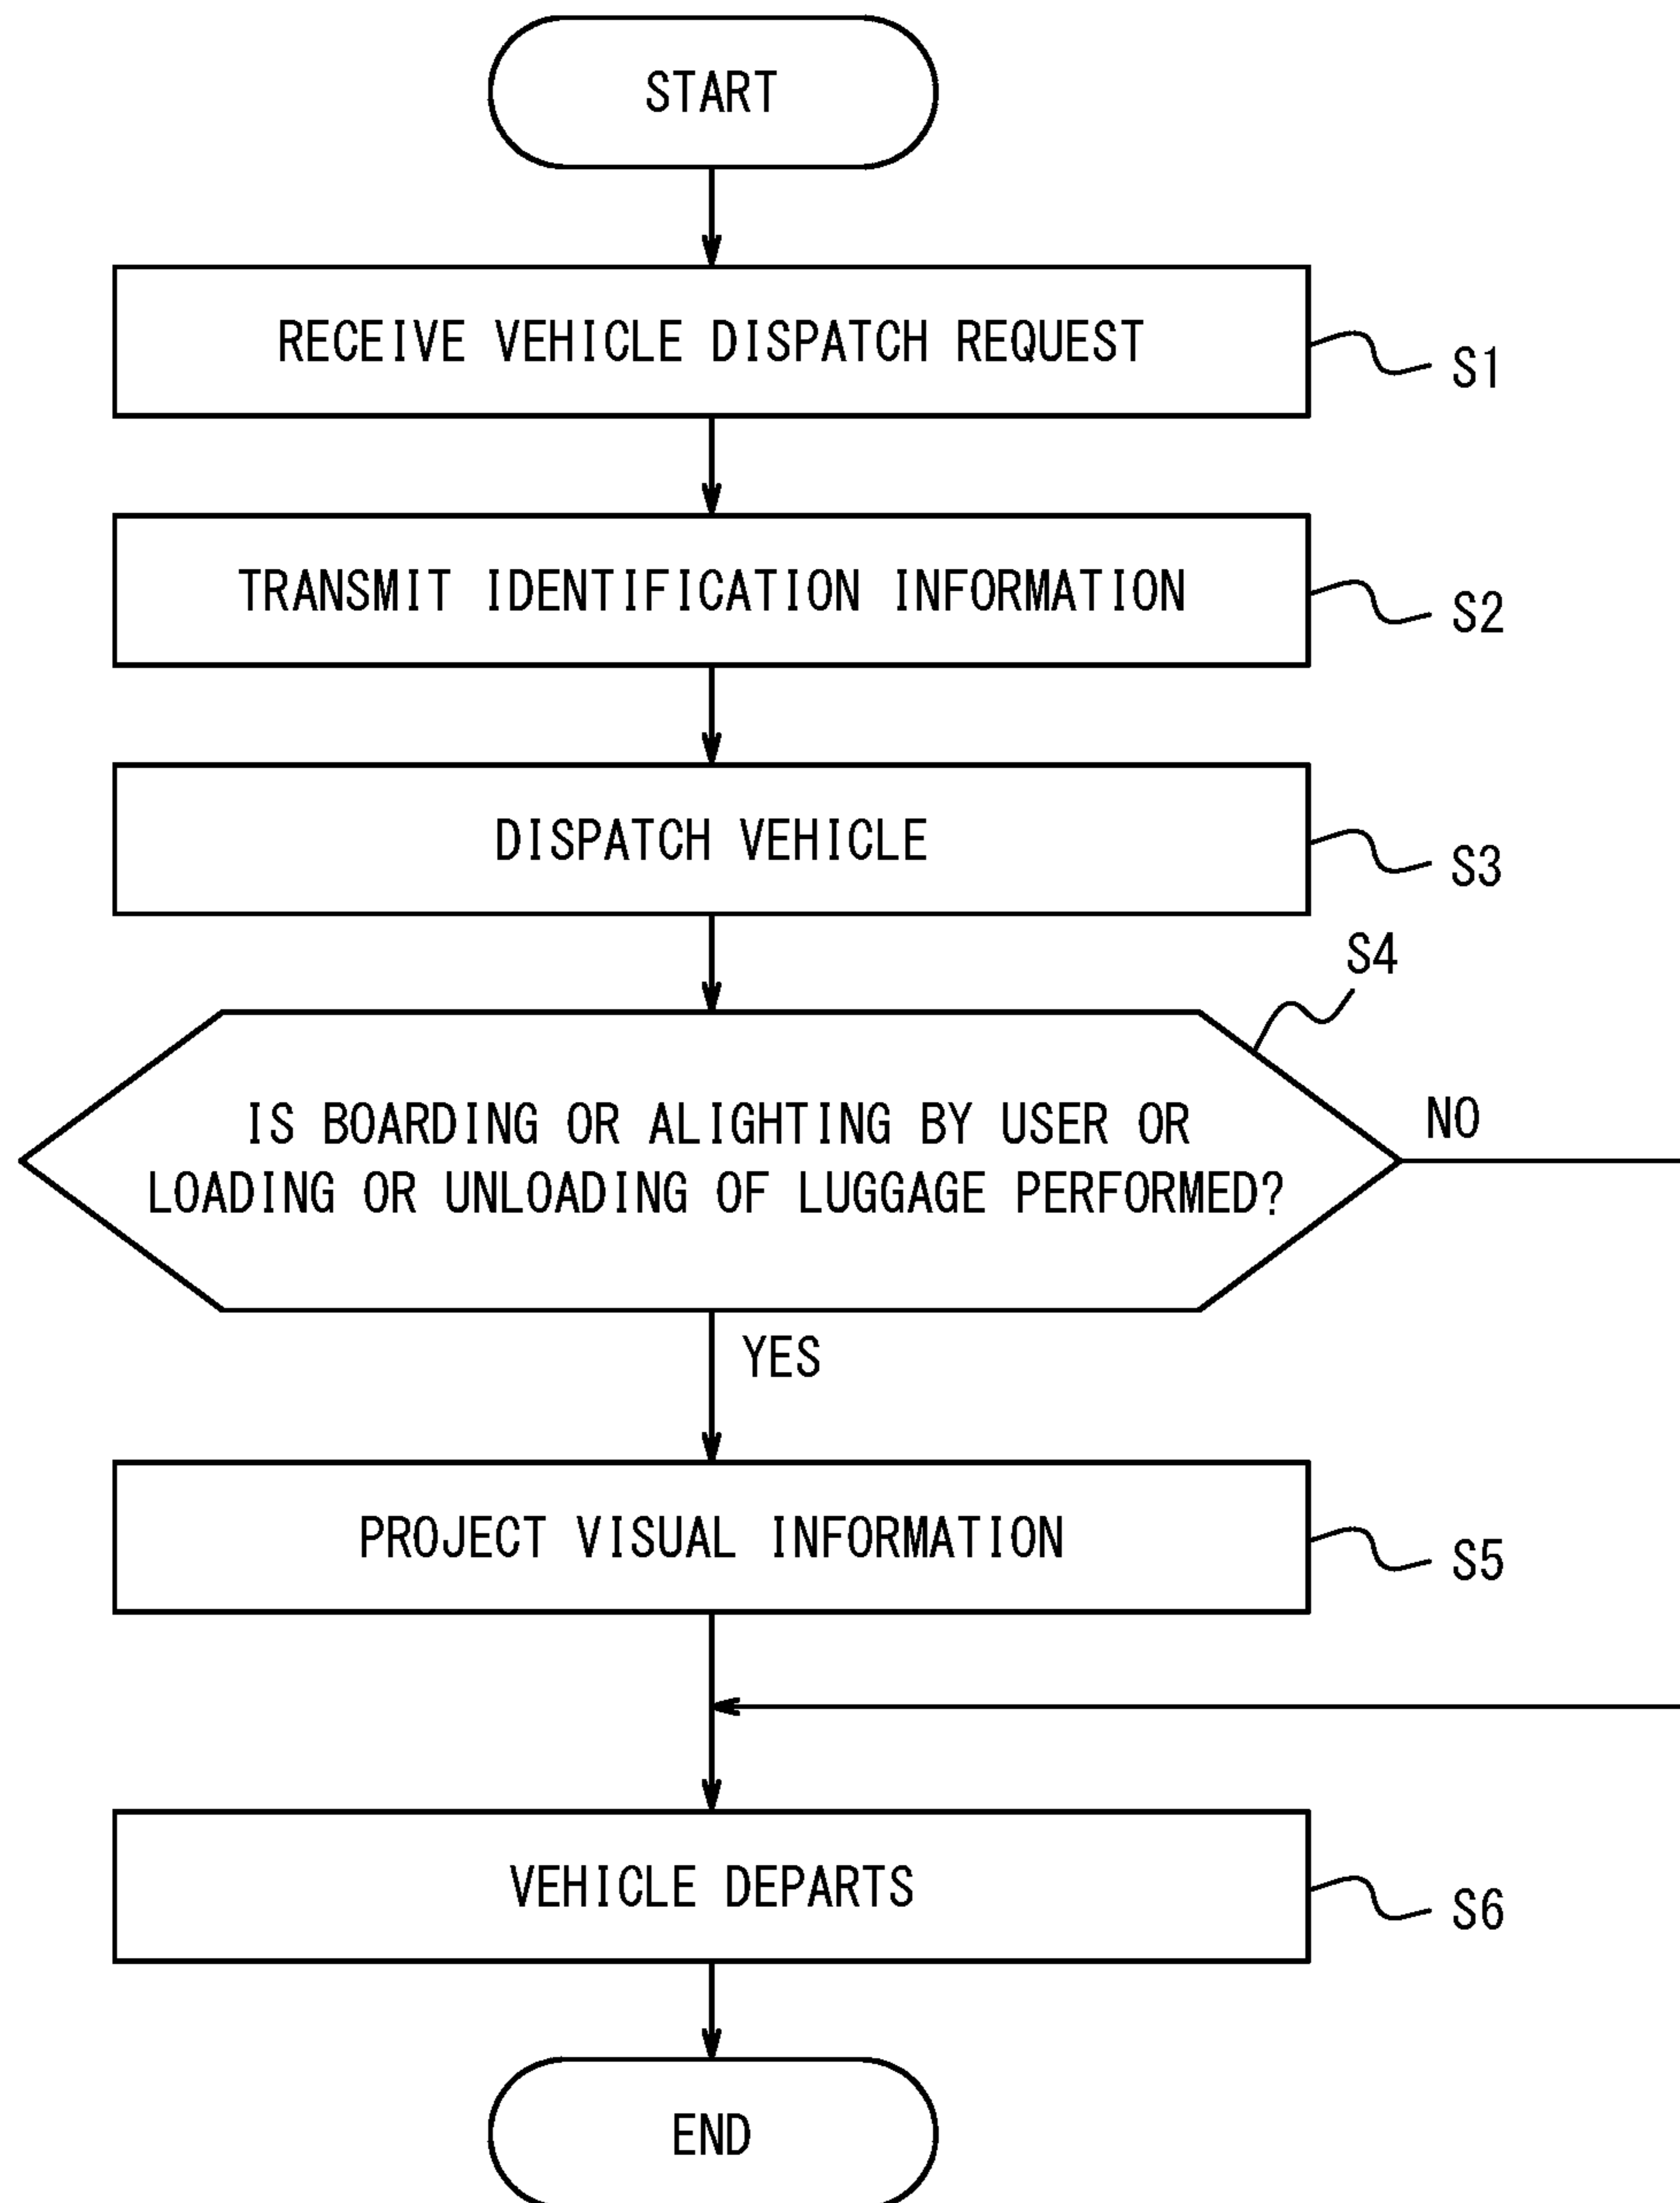 START
RECEIVE VEHICLE DISPATCH REQUEST
S1
TRANSMIT IDENTIFICATION INFORMATION
S2
DISPATCH VEHICLE
S3
S4
IS BOARDING OR ALIGHTING BY USER OR
LOADING OR UNLOADING OF LUGGAGE PERFORMED?
NO
YES
PROJECT VISUAL INFORMATION
S5
VEHICLE DEPARTS
S6
END